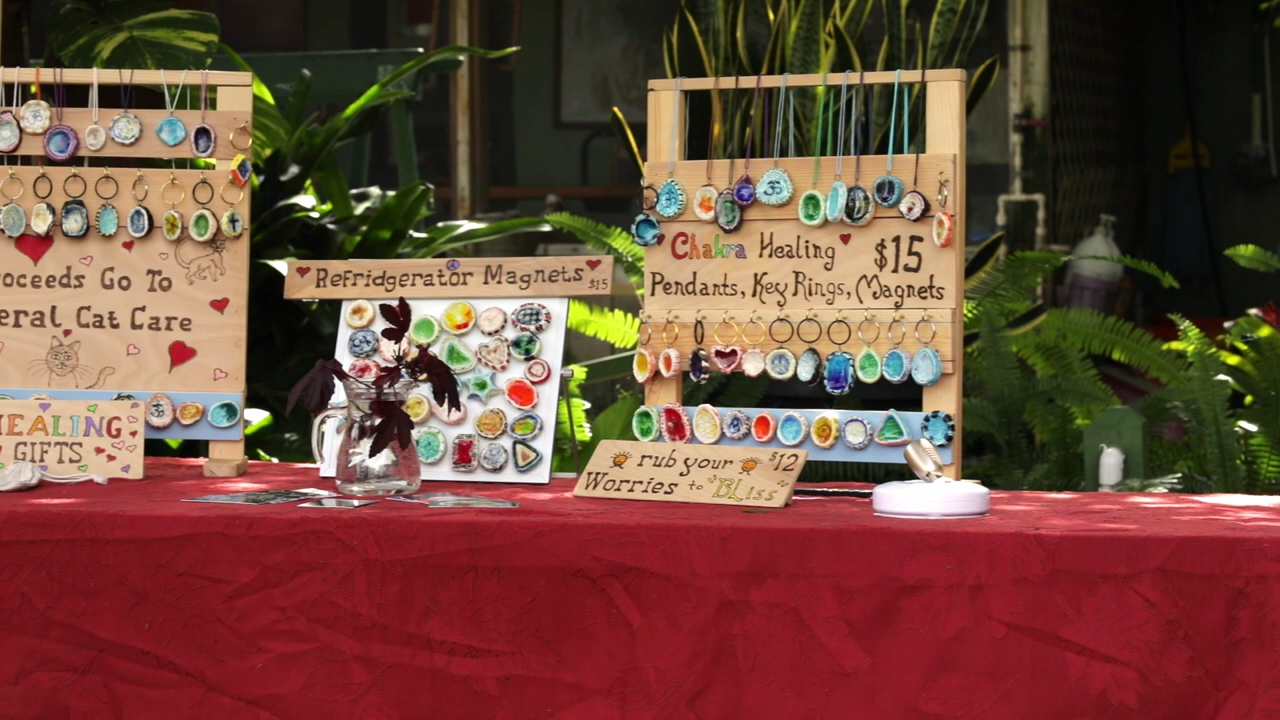 oceeds Go To
eral Cat Care
HEALING
GIFTS
Refridgerator Magnets $15
Chakra Healing $15
Pendants, Key Rings, Magnets
rub your $12
Worries to "BLiss"